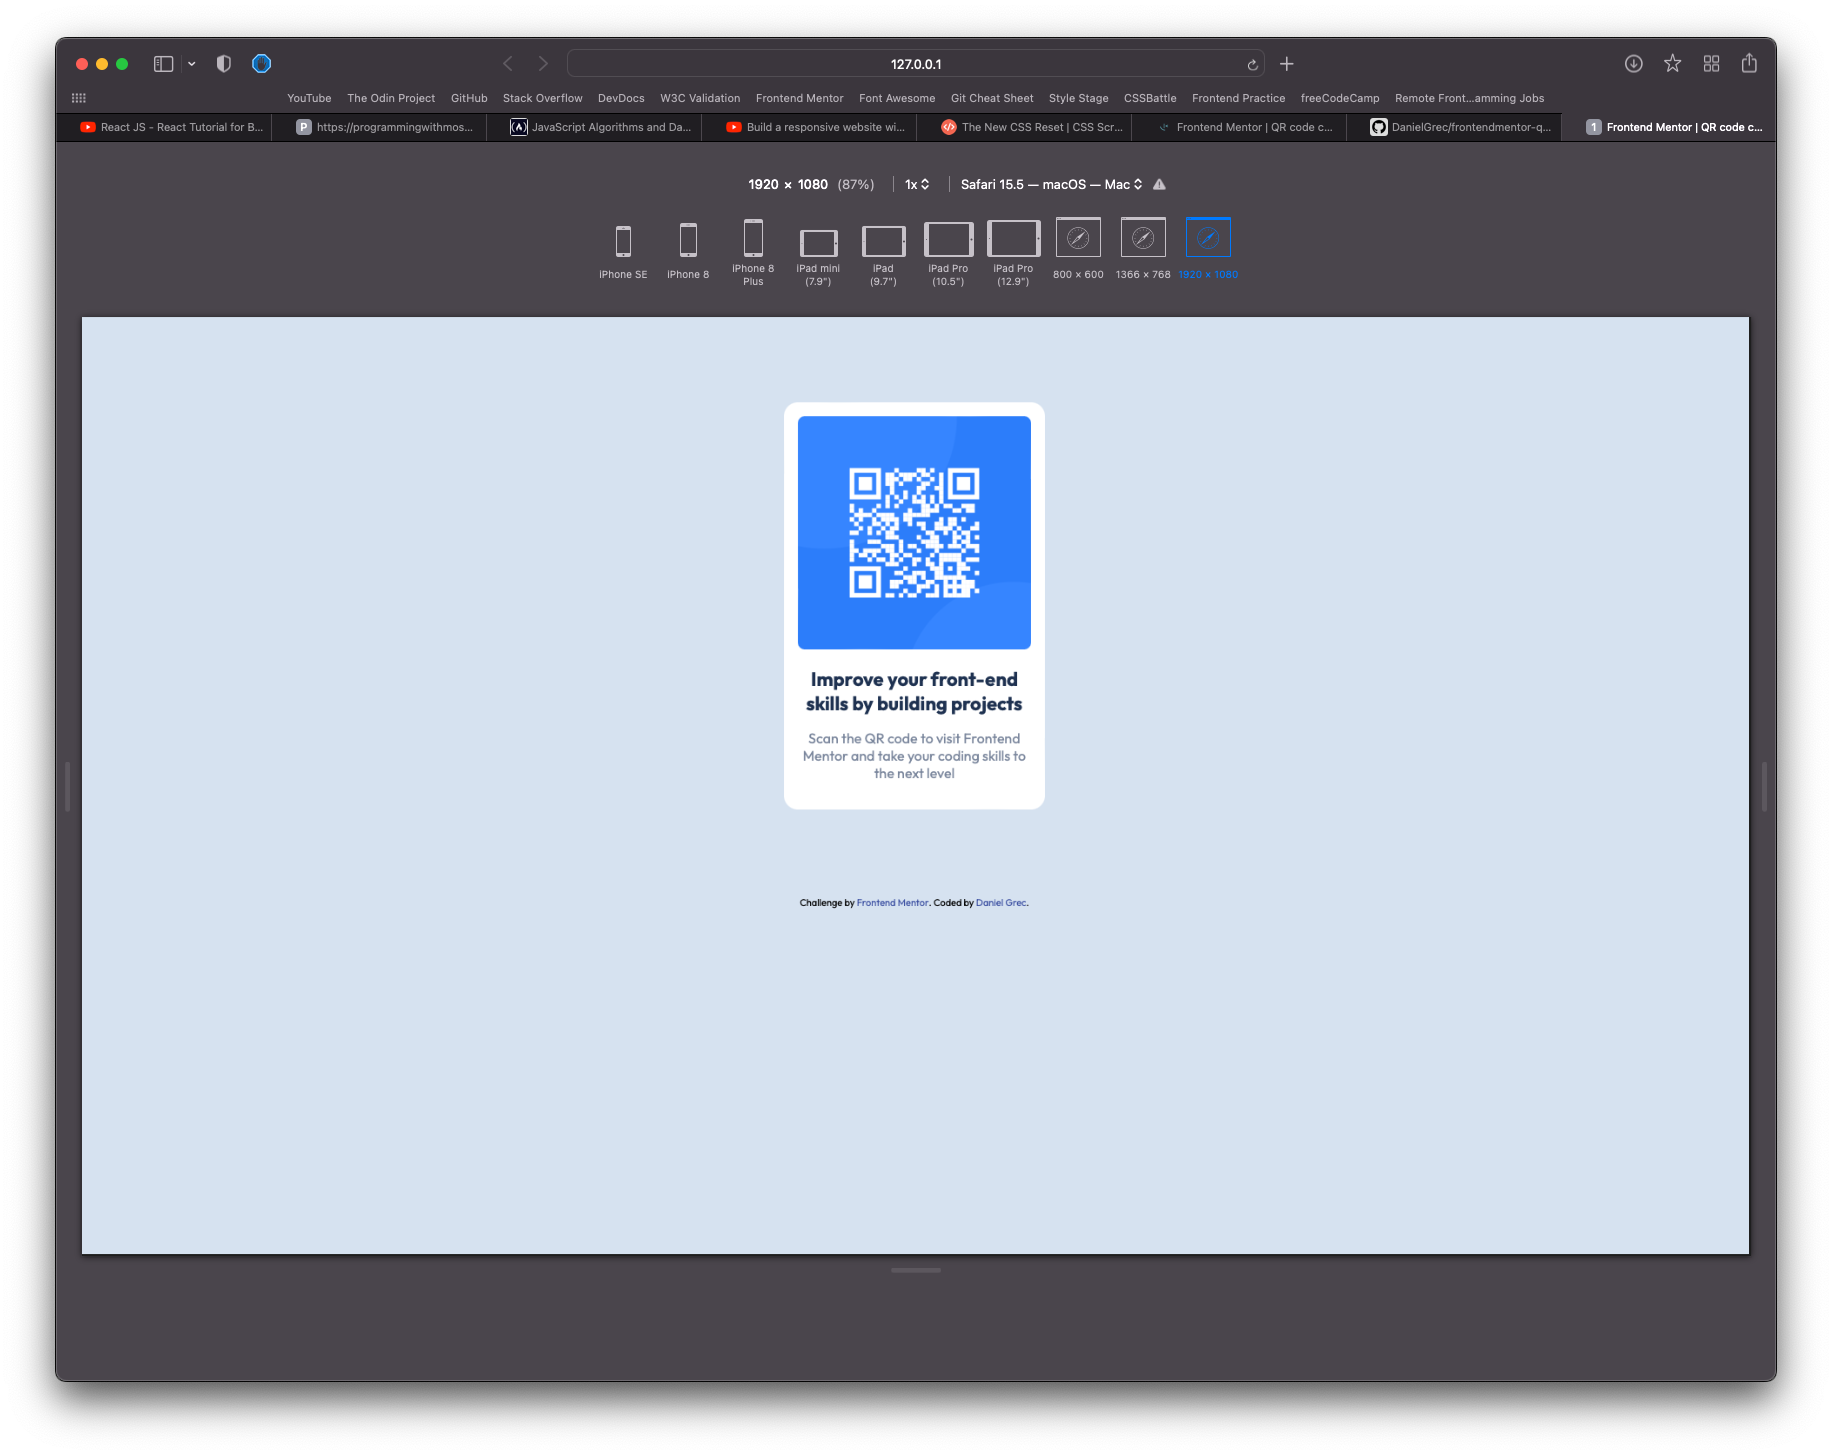 127.0.0.1
YouTube The Odin Project GitHub Stack Overflow DevDocs W3C Validation Frontend Mentor Font Awesome Git Cheat Sheet Style Stage CSSBattle Frontend Practice freeCodeCamp Remote Front...amming Jobs
React JS - React Tutorial for B... P https://programmingwithmos... JavaScript Algorithms and Da... Build a responsive website wi... The New CSS Reset | CSS Scr... Frontend Mentor | QR code c... DanielGrec/frontendmentor-q... 1 Frontend Mentor | QR code c...
1920 × 1080 (87%) 1x Safari 15.5 — macOS — Mac
iPhone SE iPhone 8 iPhone 8 Plus iPad mini (7.9") iPad (9.7") iPad Pro (10.5") iPad Pro (12.9") 800 × 600 1366 × 768 1920 × 1080
Improve your front-end
skills by building projects
Scan the QR code to visit Frontend
Mentor and take your coding skills to
the next level
Challenge by Frontend Mentor. Coded by Daniel Grec.